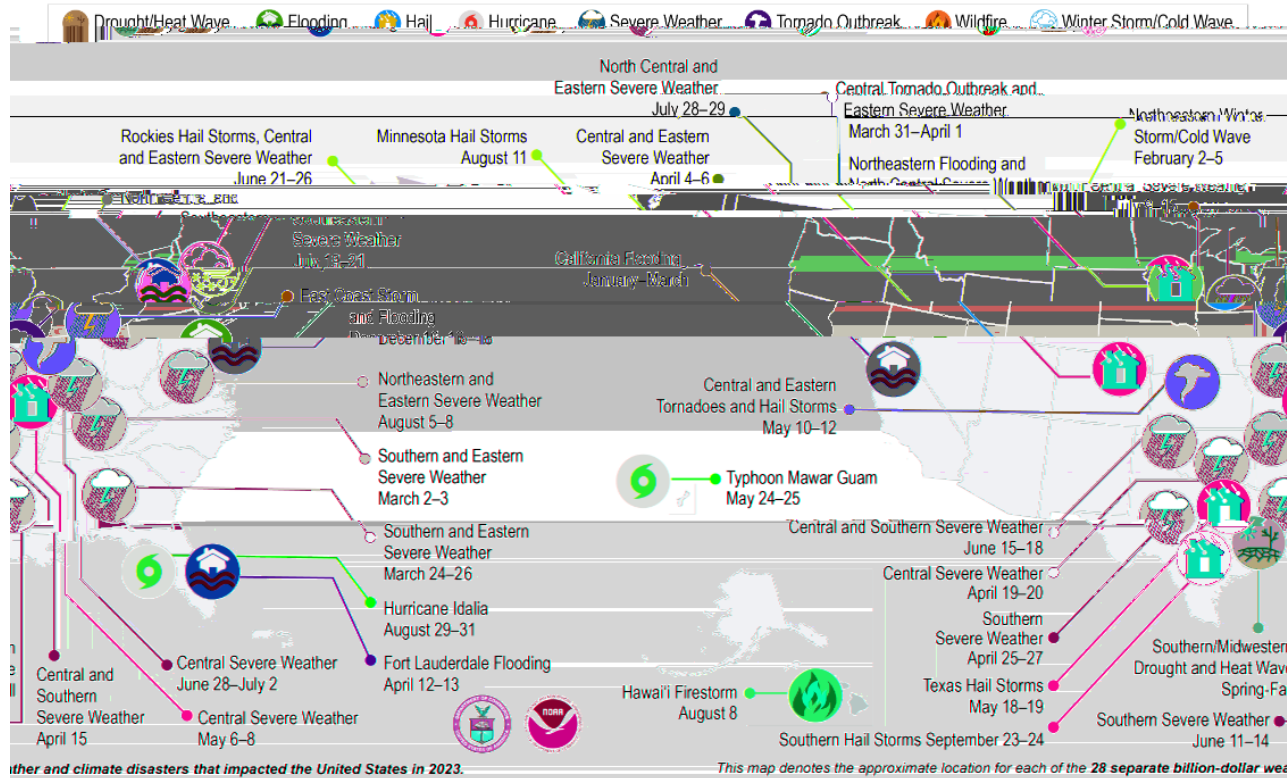 Drought/Heat Wave
Flooding
Hail
Hurricane
Severe Weather
Tornado Outbreak
Wildfire
Winter Storm/Cold Wave
North Central and
Eastern Severe Weather
July 28–29
Central Tornado Outbreak and
Eastern Severe Weather
March 31–April 1
Northeastern Winter
Storm/Cold Wave
February 2–5
Rockies Hail Storms, Central
and Eastern Severe Weather
June 21–26
Minnesota Hail Storms
August 11
Central and Eastern
Severe Weather
April 4–6
Northeastern Flooding and
North Central Severe Weather
Southeastern
Severe Weather
California Flooding
January–March
East Coast Storm
and Flooding
Northeastern and
Eastern Severe Weather
August 5–8
Central and Eastern
Tornadoes and Hail Storms
May 10–12
Southern and Eastern
Severe Weather
March 2–3
Typhoon Mawar Guam
May 24–25
Southern and Eastern
Severe Weather
March 24–26
Central and Southern Severe Weather
June 15–18
Central Severe Weather
April 19–20
Hurricane Idalia
August 29–31
Southern
Severe Weather
April 25–27
Central and
Southern
Severe Weather
April 15
Central Severe Weather
June 28–July 2
Fort Lauderdale Flooding
April 12–13
Southern/Midwestern
Drought and Heat Wav
Spring-Fa
Central Severe Weather
May 6–8
NOAA
Hawai'i Firestorm
August 8
Texas Hail Storms
May 18–19
Southern Hail Storms September 23–24
Southern Severe Weather
June 11–14
ather and climate disasters that impacted the United States in 2023.
This map denotes the approximate location for each of the 28 separate billion-dollar wea